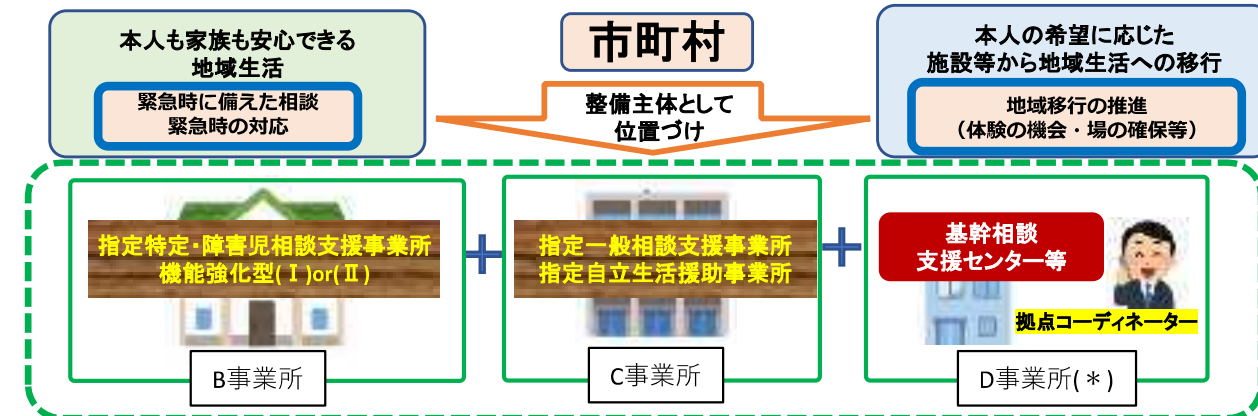 本人も家族も安心できる
地域生活
緊急時に備えた相談
緊急時の対応
市町村
整備主体として
位置づけ
本人の希望に応じた
施設等から地域生活への移行
地域移行の推進
（体験の機会・場の確保等）
指定特定・障害児相談支援事業所
機能強化型(Ⅰ)or(Ⅱ)
B事業所
+
指定一般相談支援事業所
指定自立生活援助事業所
C事業所
+
基幹相談
支援センター等
拠点コーディネーター
D事業所(＊)